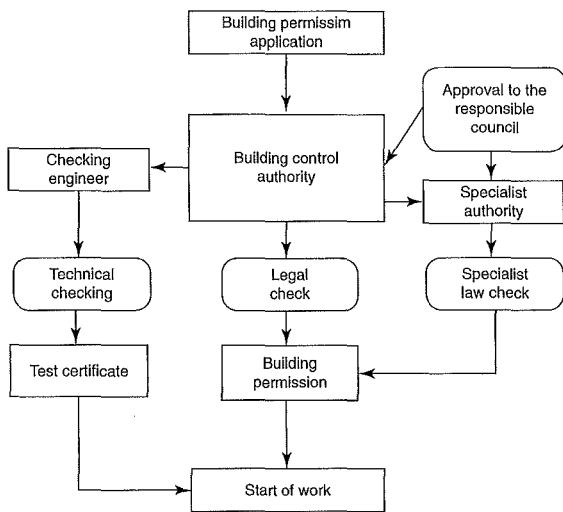 Building permissim
application
Approval to the
responsible
council
Checking
engineer
Building control
authority
Specialist
authority
Technical
checking
Legal
check
Specialist
law check
Test certificate
Building
permission
Start of work